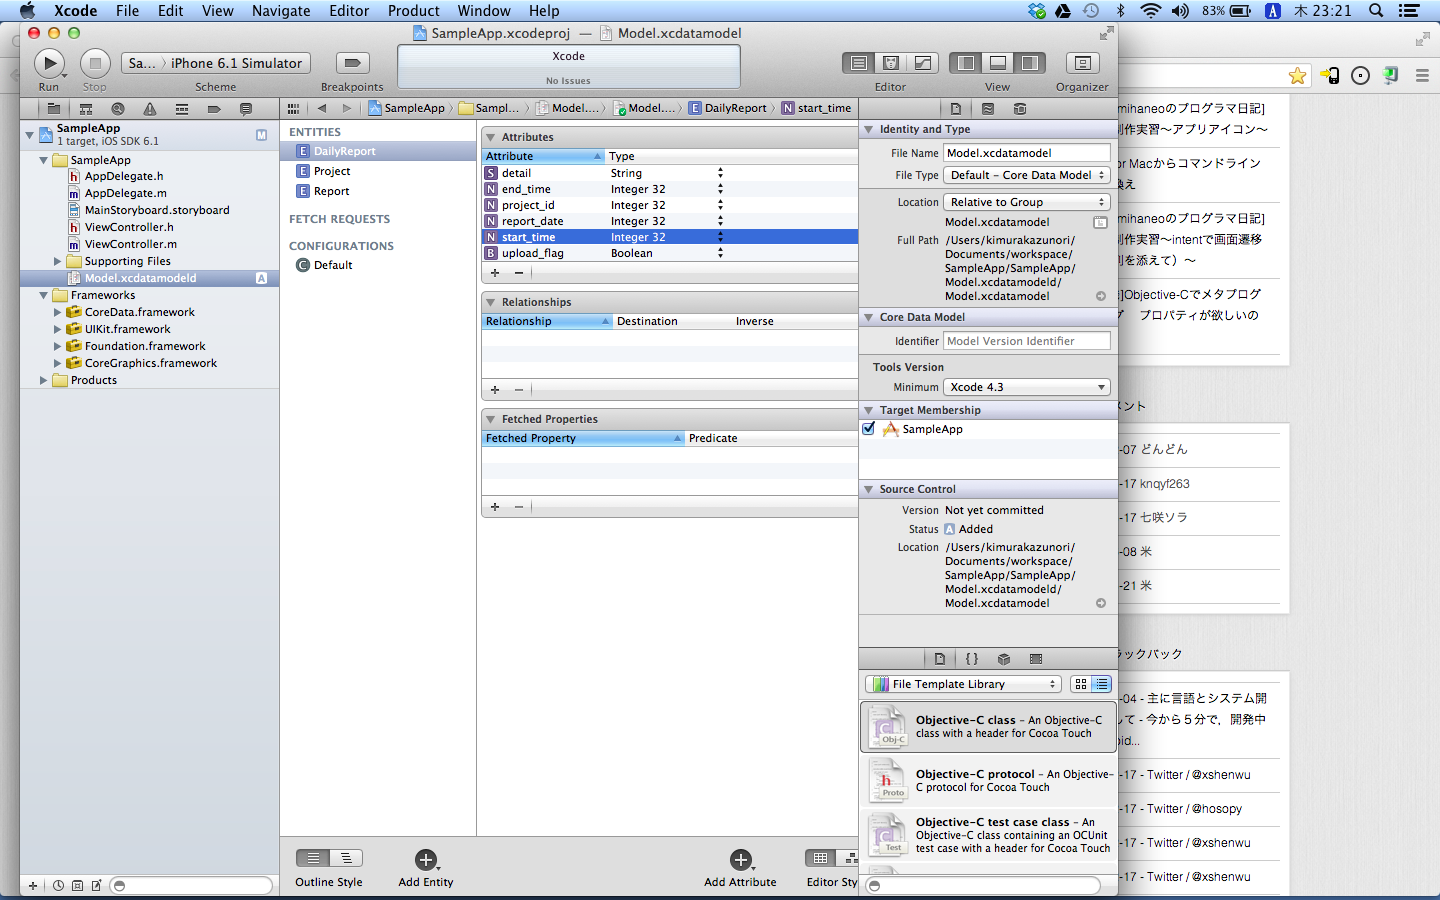 Xcode File Edit View Navigate Editor Product Window Help
83% A 木 23:21
SampleApp.xcodeproj — Model.xcdatamodel
Run
Stop
Sa... iPhone 6.1 Simulator
Scheme
Breakpoints
Xcode
No Issues
Editor
View
Organizer
SampleApp
1 target, iOS SDK 6.1
M
SampleApp
h AppDelegate.h
m AppDelegate.m
MainStoryboard.storyboard
h ViewController.h
m ViewController.m
Supporting Files
Model.xcdatamodeld A
Frameworks
CoreData.framework
UIKit.framework
Foundation.framework
CoreGraphics.framework
Products
SampleApp Sampl... Model.... Model.... E DailyReport N start_time
ENTITIES
E DailyReport
E Project
E Report
FETCH REQUESTS
CONFIGURATIONS
C Default
Attributes
Attribute Type
S detail String
N end_time Integer 32
N project_id Integer 32
N report_date Integer 32
N start_time Integer 32
B upload_flag Boolean
+ −
Relationships
Relationship Destination Inverse
+ −
Fetched Properties
Fetched Property Predicate
+ −
Outline Style
Add Entity
Add Attribute
Editor Sty
Identity and Type
File Name Model.xcdatamodel
File Type Default - Core Data Model
Location Relative to Group
Model.xcdatamodel
Full Path /Users/kimurakazunori/
Documents/workspace/
SampleApp/SampleApp/
Model.xcdatamodeld/
Model.xcdatamodel
Core Data Model
Identifier Model Version Identifier
Tools Version
Minimum Xcode 4.3
Target Membership
SampleApp
Source Control
Version Not yet committed
Status A Added
Location /Users/kimurakazunori/
Documents/workspace/
SampleApp/SampleApp/
Model.xcdatamodeld/
Model.xcdatamodel
{ }
File Template Library
Obj-C
Objective-C class – An Objective-C
class with a header for Cocoa Touch
h
Proto
Objective-C protocol – An Objective-
C protocol for Cocoa Touch
Test
Objective-C test case class – An
Objective-C class containing an OCUnit
test case with a header for Cocoa Touch
mihaneoのプログラマ日記]
制作実習～アプリアイコン～
or Macからコマンドライン
換え
mihaneoのプログラマ日記]
制作実習～intentで画面遷移
刂を添えて）～
]Objective-Cでメタプログ
グ プロパティが欲しいの
メント
-07 どんどん
-17 knqyf263
-17 七咲ソラ
-08 米
-21 米
ラックバック
-04 - 主に言語とシステム開
して - 今から５分で，開発中
oid...
-17 - Twitter / @xshenwu
-17 - Twitter / @hosopy
-17 - Twitter / @xshenwu
-17 - Twitter / @xshenwu